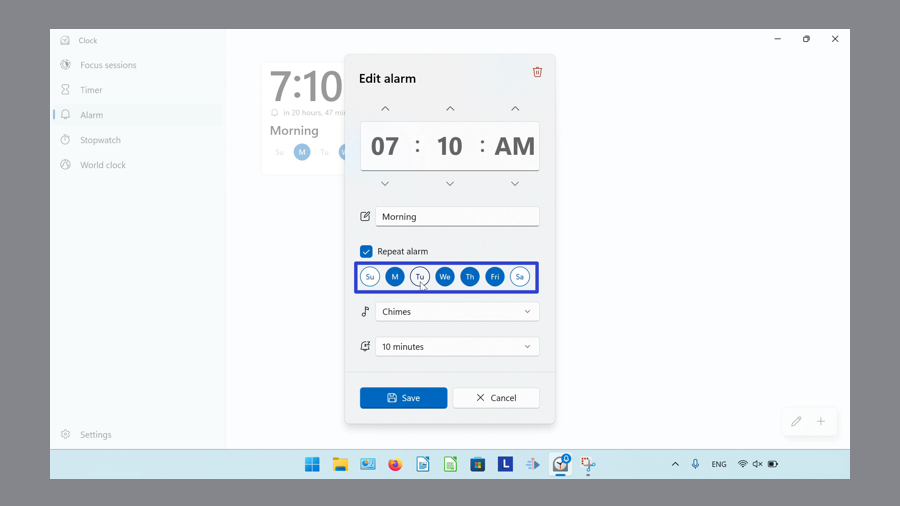 Clock
Focus sessions
Timer
Alarm
Stopwatch
World clock
Settings
7:10
in 20 hours, 47 mi
Morning
Su M Tu
Edit alarm
07 : 10 : AM
Morning
Repeat alarm
Su M Tu We Th Fri Sa
Chimes
10 minutes
Save
Cancel
L
ENG